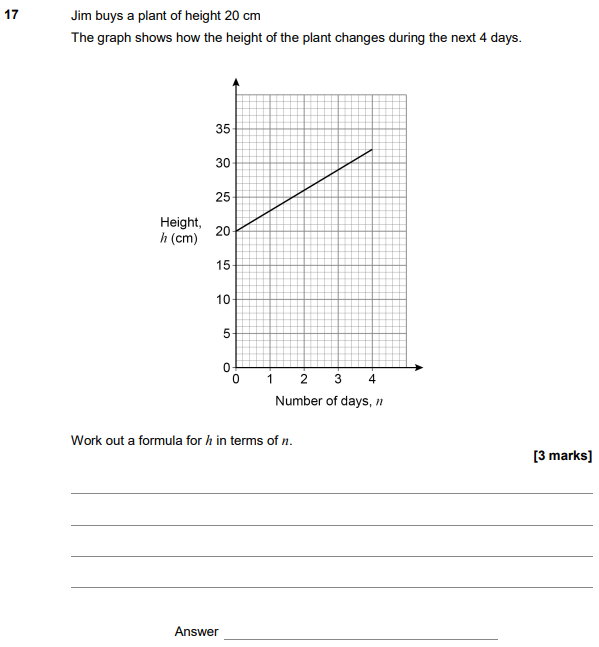 17 Jim buys a plant of height 20 cm
The graph shows how the height of the plant changes during the next 4 days.
35
30
25
Height,
h (cm)
20
15
10
5
0
0 1 2 3 4
Number of days, n
Work out a formula for h in terms of n.
[3 marks]
Answer